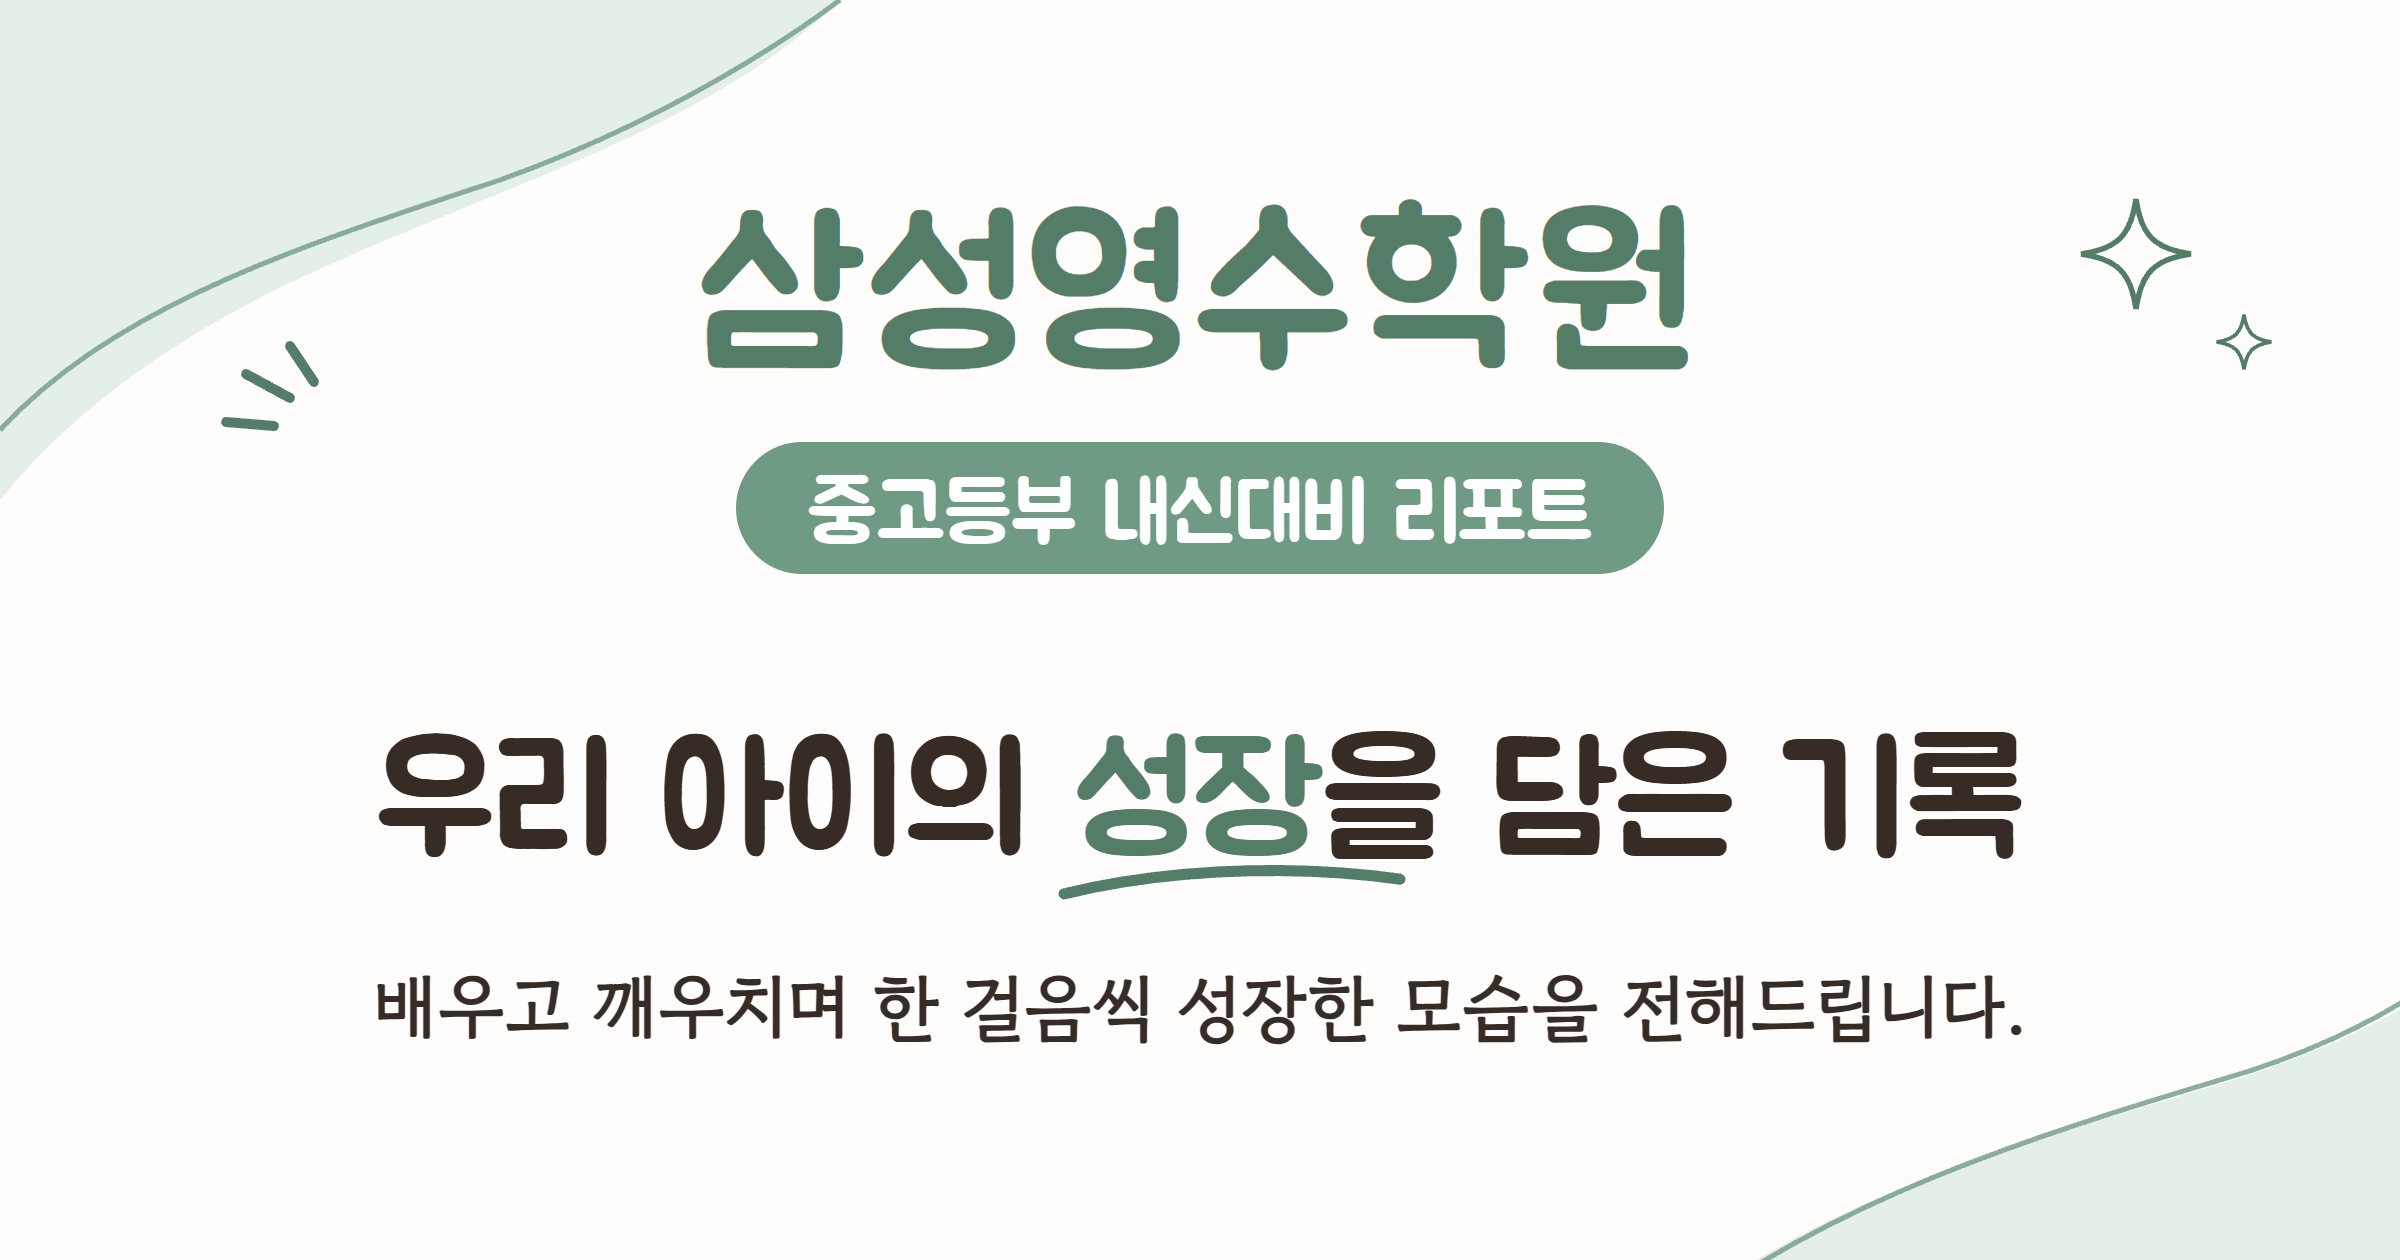 삼성영수학원
중고등부 내신대비 리포트
우리 아이의 성장을 담은 기록
배우고 깨우치며 한 걸음씩 성장한 모습을 전해드립니다.